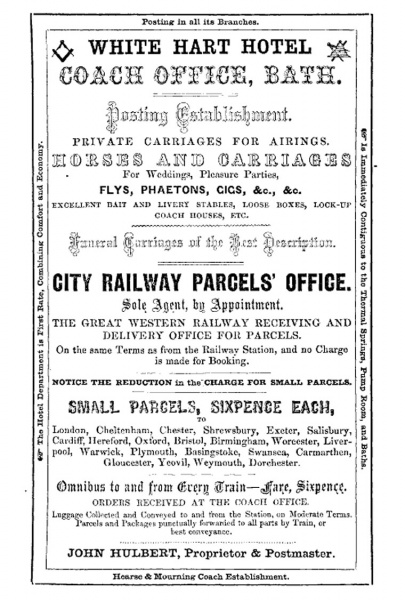 Posting in all its Branches.
WHITE HART HOTEL
COACH OFFICE, BATH.
Posting Establishment.
PRIVATE CARRIAGES FOR AIRINGS.
HORSES AND CARRIAGES
For Weddings, Pleasure Parties,
FLYS, PHAETONS, GIGS, &c., &c.
EXCELLENT BAIT AND LIVERY STABLES, LOOSE BOXES, LOCK-UP
COACH HOUSES, ETC.
Funeral Carriages of the Best Description.
CITY RAILWAY PARCELS' OFFICE.
Sole Agent, by Appointment.
THE GREAT WESTERN RAILWAY RECEIVING AND
DELIVERY OFFICE FOR PARCELS.
On the same Terms as from the Railway Station, and no Charge
is made for Booking.
NOTICE THE REDUCTION in the CHARGE FOR SMALL PARCELS.
SMALL PARCELS, SIXPENCE EACH,
TO
London, Cheltenham, Chester, Shrewsbury, Exeter, Salisbury,
Cardiff, Hereford, Oxford, Bristol, Birmingham, Worcester, Liver-
pool, Warwick, Plymouth, Basingstoke, Swansea, Carmarthen,
Gloucester, Yeovil, Weymouth, Dorchester.
Omnibus to and from Every Train—Fare, Sixpence.
ORDERS RECEIVED AT THE COACH OFFICE.
Luggage Collected and Conveyed to and from the Station, on Moderate Terms.
Parcels and Packages punctually forwarded to all parts by Train, or
best conveyance.
JOHN HULBERT, Proprietor & Postmaster.
Hearse & Mourning Coach Establishment.
The Hotel Department is First Rate, Combining Comfort and Economy.
Is Immediately Contiguous to the Thermal Springs, Pump Room, and Baths.